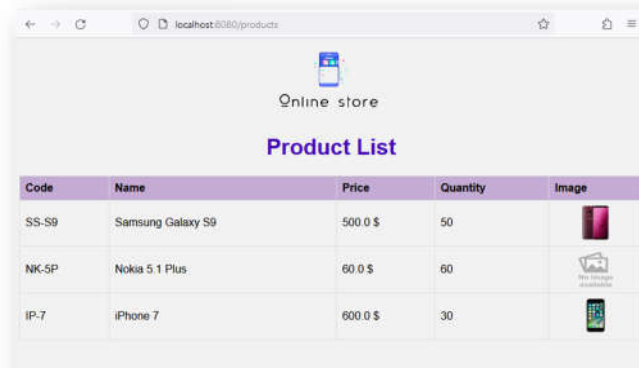 localhost:8080/products
Online store
Product List
Code Name Price Quantity Image
SS-S9 Samsung Galaxy S9 500.0 $ 50
NK-5P Nokia 5.1 Plus 60.0 $ 60
No image
available
IP-7 iPhone 7 600.0 $ 30